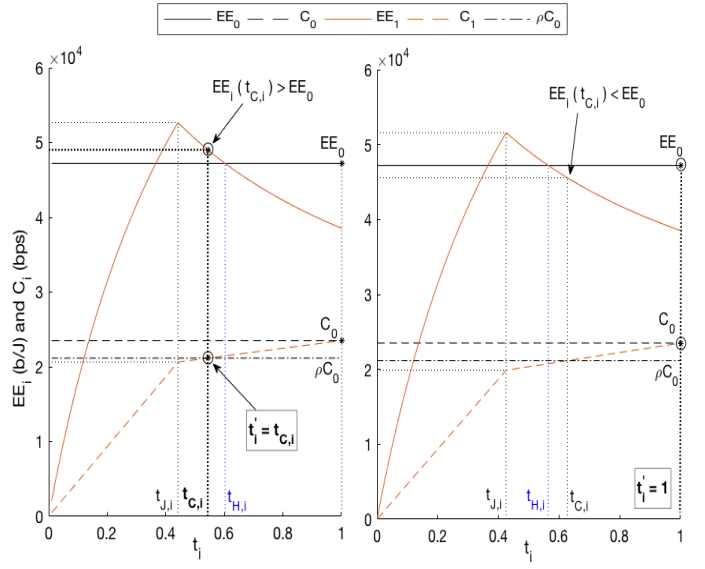 EE0 C0 EE1 C1 ρC0
×10^4
EEi (b/J) and Ci (bps)
6
5
4
3
2
1
0
EEi(tC,i)>EE0
EE0
C0
ρC0
ti' = tC,i
tJ,i tC,i tH,i
0 0.2 0.4 0.6 0.8 1
ti
×10^4
6
5
4
3
2
1
0
EEi(tC,i)<EE0
EE0
C0
ρC0
tJ,i tH,i tC,i
ti' = 1
0 0.2 0.4 0.6 0.8 1
ti